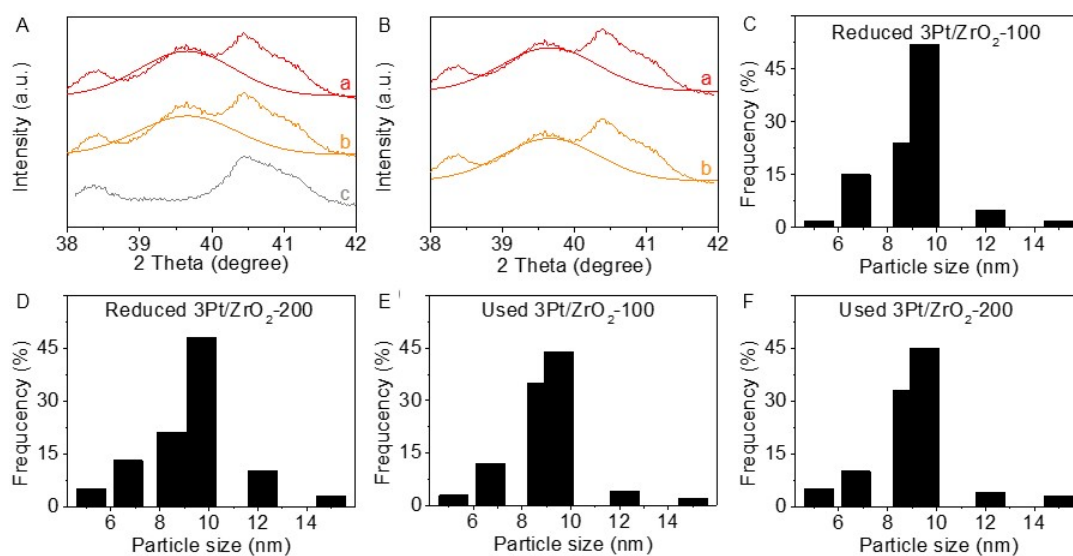 A
Intensity (a.u.)
a
b
c
38 39 40 41 42
2 Theta (degree)
B
Intensity (a.u.)
a
b
38 39 40 41 42
2 Theta (degree)
C
Reduced 3Pt/ZrO₂-100
Frequcency (%)
45
30
15
0
6 8 10 12 14
Particle size (nm)
D
Reduced 3Pt/ZrO₂-200
Frequcency (%)
45
30
15
0
6 8 10 12 14
Particle size (nm)
E
Used 3Pt/ZrO₂-100
Frequcency (%)
45
30
15
0
6 8 10 12 14
Particle size (nm)
F
Used 3Pt/ZrO₂-200
Frequcency (%)
45
30
15
0
6 8 10 12 14
Particle size (nm)